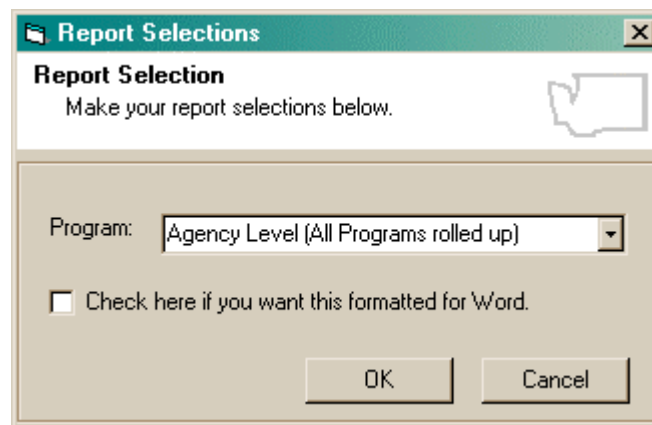 Report Selections
Report Selection
Make your report selections below.
Program: Agency Level (All Programs rolled up)
Check here if you want this formatted for Word.
OK Cancel